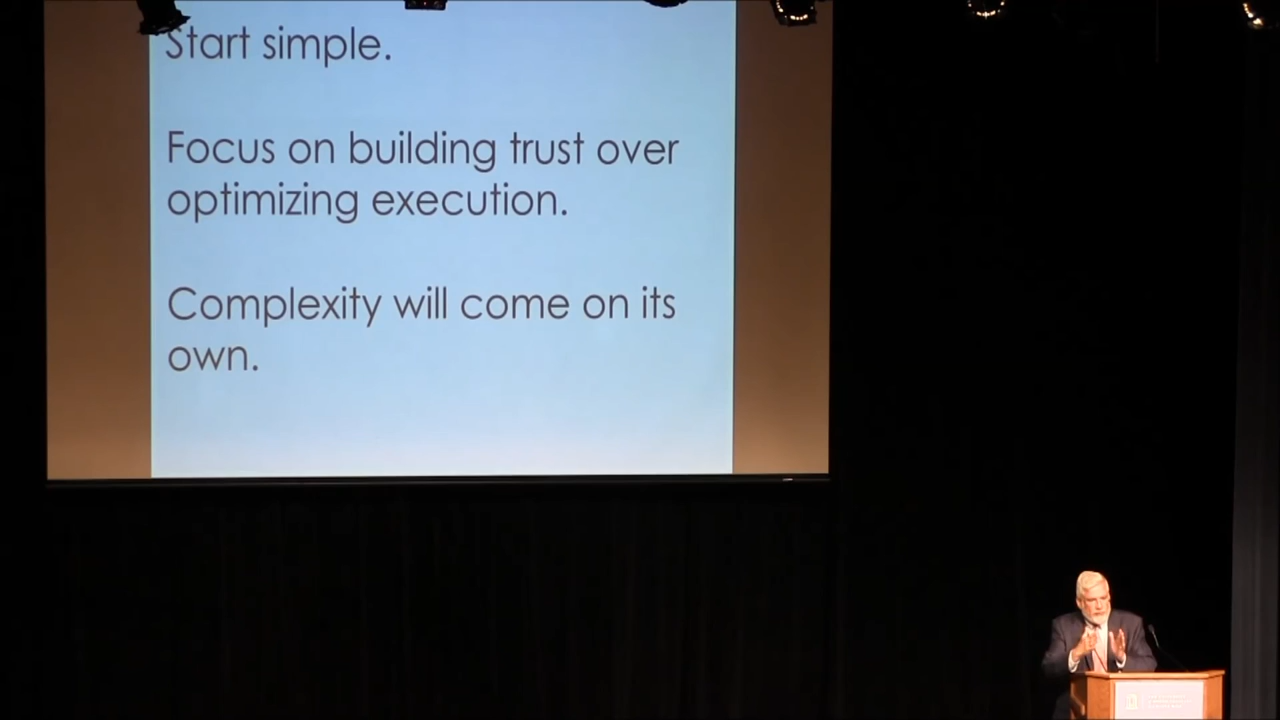 Start simple.
Focus on building trust over
optimizing execution.
Complexity will come on its
own.